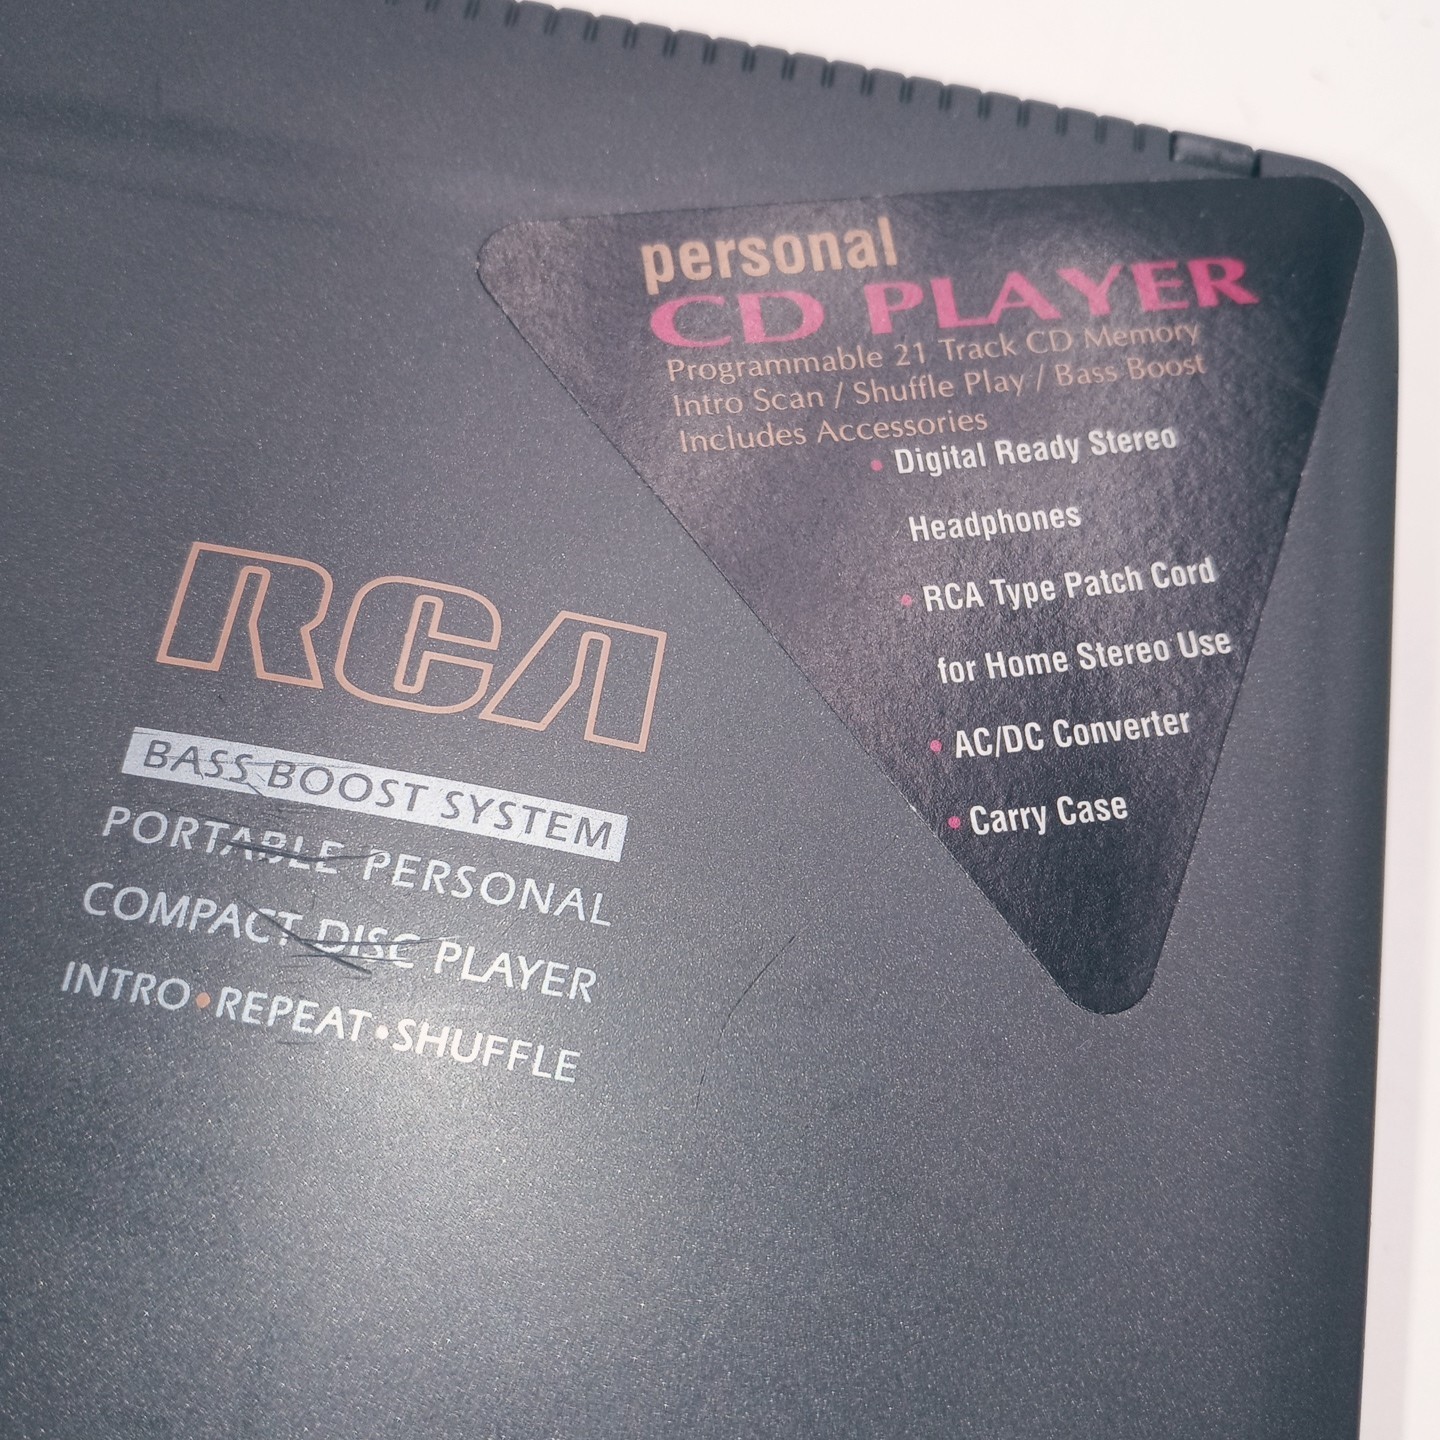 personal
CD PLAYER
Programmable 21 Track CD Memory
Intro Scan / Shuffle Play / Bass Boost
Includes Accessories
• Digital Ready Stereo
Headphones
• RCA Type Patch Cord
for Home Stereo Use
• AC/DC Converter
• Carry Case
RCA
BASS BOOST SYSTEM
PORTABLE PERSONAL
COMPACT DISC PLAYER
INTRO•REPEAT•SHUFFLE